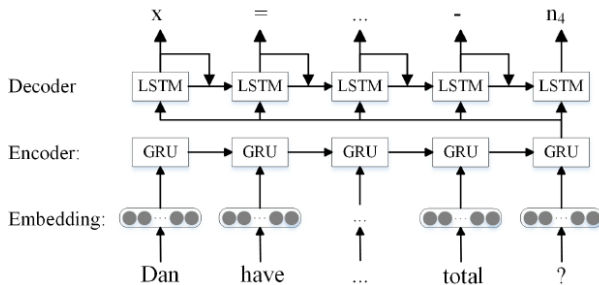 x = ... - n₄
Decoder LSTM LSTM LSTM LSTM LSTM
Encoder: GRU GRU GRU GRU GRU
Embedding: ... ... ... ... ...
Dan have ... total ?